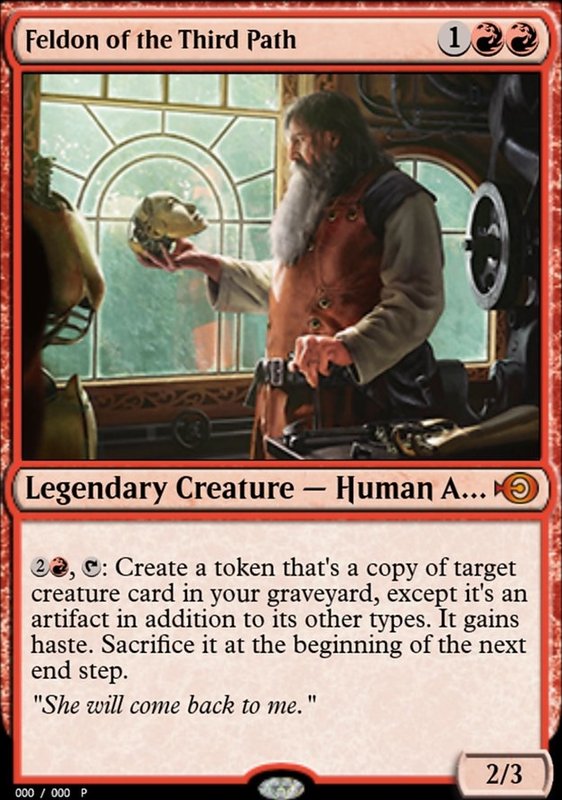 Feldon of the Third Path 1
Legendary Creature — Human A...
2 , : Create a token that's a copy of target
creature card in your graveyard, except it's an
artifact in addition to its other types. It gains
haste. Sacrifice it at the beginning of the next
end step.
"She will come back to me."
2/3
000 / 000 P